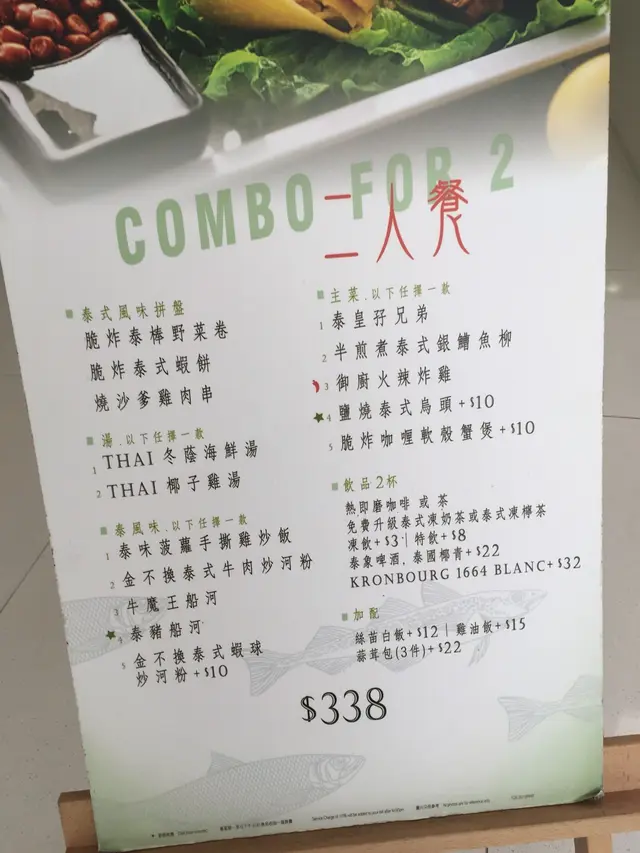 COMBO FOR 2
二人餐
泰式風味拼盤
脆炸泰棒野菜卷
脆炸泰式蝦餅
燒沙爹雞肉串
湯.以下任擇一款
1 THAI 冬蔭海鮮湯
2 THAI 椰子雞湯
泰風味.以下任擇一款
1 泰味菠蘿手撕雞炒飯
2 金不換泰式牛肉炒河粉
3 牛魔王船河
4 泰豬船河
5 金不換泰式蝦球
炒河粉+$10
主菜.以下任擇一款
1 泰皇孖兄弟
2 半煎煮泰式銀鱈魚柳
3 御廚火辣炸雞
4 鹽燒泰式烏頭+$10
5 脆炸咖喱軟殼蟹煲+$10
飲品2杯
熱即磨咖啡 或 茶
免費升級泰式凍奶茶或泰式凍檸茶
凍飲+$3|特飲+$8
泰象啤酒, 泰國椰青+$22
KRONBOURG 1664 BLANC+$32
加配
絲苗白飯+$12 | 雞油飯+$15
蒜茸包(3件)+$22
$338